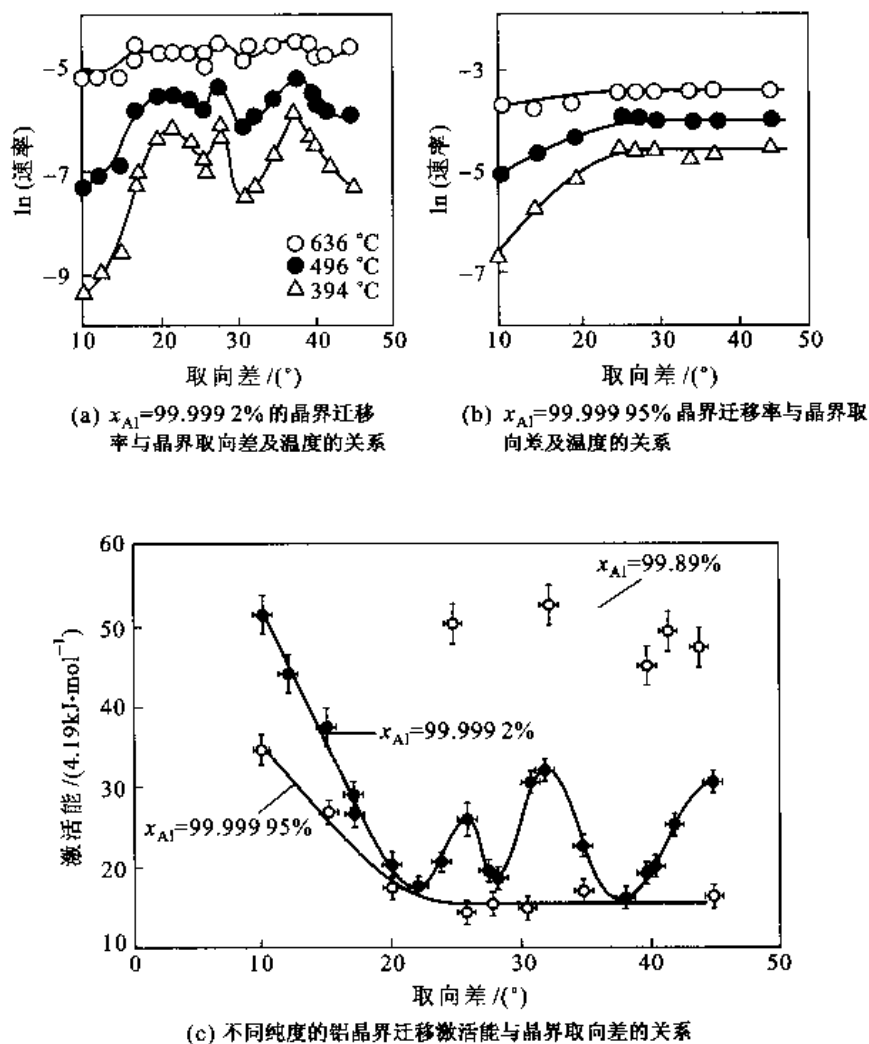 −5
−7
−9
ln (速率)
636 °C
496 °C
394 °C
10 20 30 40 50
取向差 /(°)
(a) xAl=99.999 2% 的晶界迁移
率与晶界取向差及温度的关系
−3
−5
−7
ln (速率)
10 20 30 40 50
取向差 /(°)
(b) xAl=99.999 95% 晶界迁移率与晶界取
向差及温度的关系
60
50
40
30
20
10
激活能 /(4.19kJ·mol⁻¹)
xAl=99.89%
xAl=99.999 2%
xAl=99.999 95%
0 10 20 30 40 50
取向差 /(°)
(c) 不同纯度的铝晶界迁移激活能与晶界取向差的关系